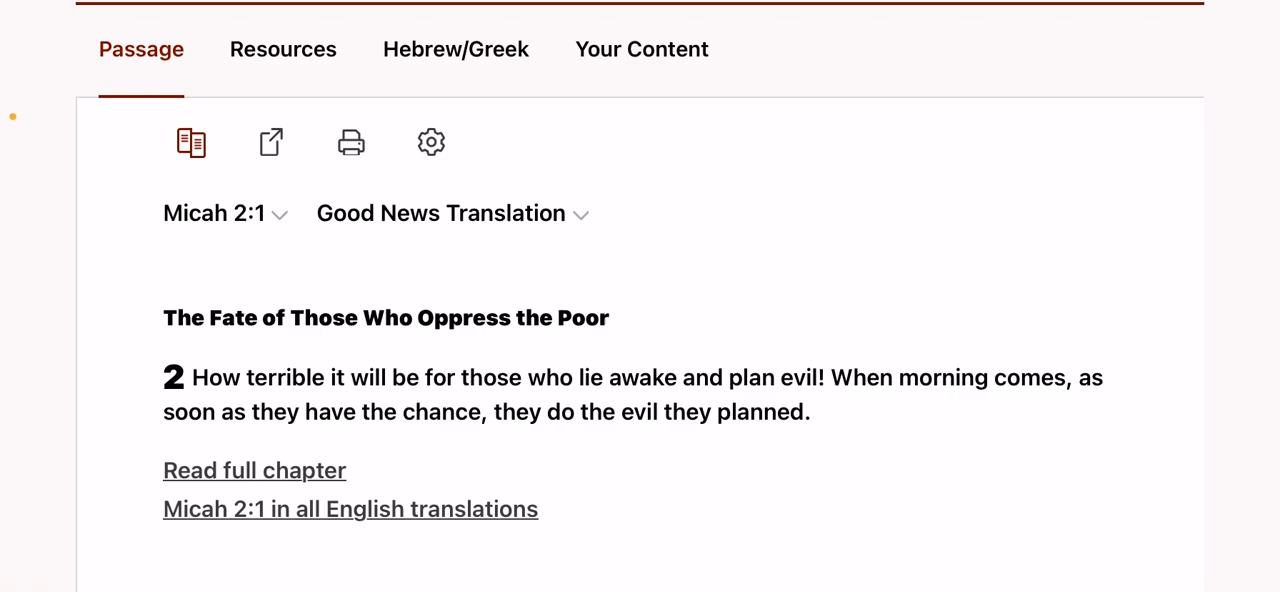 Passage Resources Hebrew/Greek Your Content
Micah 2:1 Good News Translation
The Fate of Those Who Oppress the Poor
2 How terrible it will be for those who lie awake and plan evil! When morning comes, as
soon as they have the chance, they do the evil they planned.
Read full chapter
Micah 2:1 in all English translations